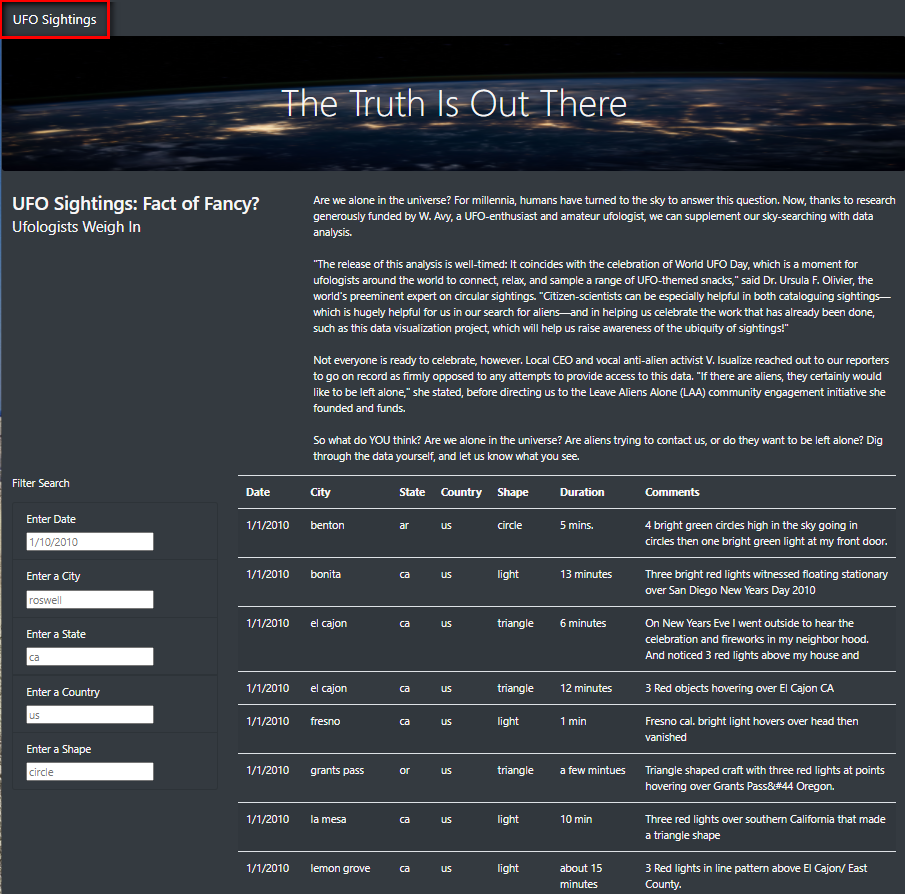 UFO Sightings
The Truth Is Out There
UFO Sightings: Fact of Fancy?
Ufologists Weigh In
Are we alone in the universe? For millennia, humans have turned to the sky to answer this question. Now, thanks to research
generously funded by W. Avy, a UFO-enthusiast and amateur ufologist, we can supplement our sky-searching with data
analysis.
"The release of this analysis is well-timed: It coincides with the celebration of World UFO Day, which is a moment for
ufologists around the world to connect, relax, and sample a range of UFO-themed snacks," said Dr. Ursula F. Olivier, the
world's preeminent expert on circular sightings. "Citizen-scientists can be especially helpful in both cataloguing sightings—
which is hugely helpful for us in our search for aliens—and in helping us celebrate the work that has already been done,
such as this data visualization project, which will help us raise awareness of the ubiquity of sightings!"
Not everyone is ready to celebrate, however. Local CEO and vocal anti-alien activist V. Isualize reached out to our reporters
to go on record as firmly opposed to any attempts to provide access to this data. "If there are aliens, they certainly would
like to be left alone," she stated, before directing us to the Leave Aliens Alone (LAA) community engagement initiative she
founded and funds.
So what do YOU think? Are we alone in the universe? Are aliens trying to contact us, or do they want to be left alone? Dig
through the data yourself, and let us know what you see.
Filter Search
Enter Date
1/10/2010
Enter a City
roswell
Enter a State
ca
Enter a Country
us
Enter a Shape
circle
Date City State Country Shape Duration Comments
1/1/2010 benton ar us circle 5 mins. 4 bright green circles high in the sky going in
circles then one bright green light at my front door.
1/1/2010 bonita ca us light 13 minutes Three bright red lights witnessed floating stationary
over San Diego New Years Day 2010
1/1/2010 el cajon ca us triangle 6 minutes On New Years Eve I went outside to hear the
celebration and fireworks in my neighbor hood.
And noticed 3 red lights above my house and
1/1/2010 el cajon ca us triangle 12 minutes 3 Red objects hovering over El Cajon CA
1/1/2010 fresno ca us light 1 min Fresno cal. bright light hovers over head then
vanished
1/1/2010 grants pass or us triangle a few mintues Triangle shaped craft with three red lights at points
hovering over Grants Pass&#44 Oregon.
1/1/2010 la mesa ca us light 10 min Three red lights over southern California that made
a triangle shape
1/1/2010 lemon grove ca us light about 15 3 Red lights in line pattern above El Cajon/ East
minutes County.